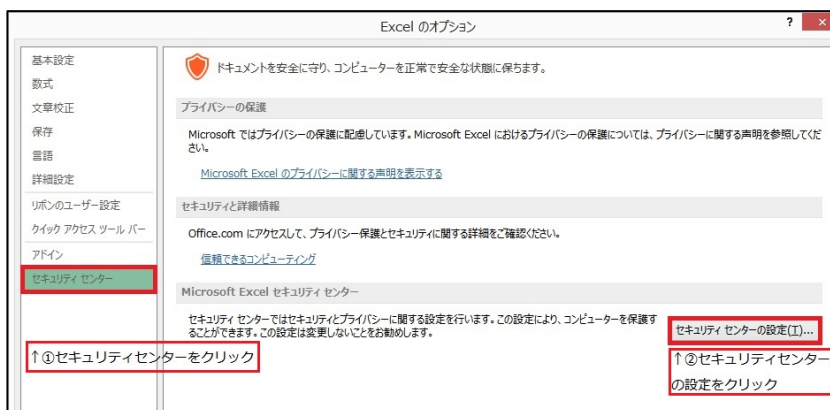 Excel のオプション
? ×
基本設定
数式
文章校正
保存
言語
詳細設定
リボンのユーザー設定
クイック アクセス ツール バー
アドイン
セキュリティ センター
↑①セキュリティセンターをクリック
ドキュメントを安全に守り、コンピューターを正常で安全な状態に保ちます。
プライバシーの保護
Microsoft ではプライバシーの保護に配慮しています。Microsoft Excel におけるプライバシーの保護については、プライバシーに関する声明を参照してくだ
さい。
Microsoft Excel のプライバシーに関する声明を表示する
セキュリティと詳細情報
Office.com にアクセスして、プライバシー保護とセキュリティに関する詳細をご確認ください。
信頼できるコンピューティング
Microsoft Excel セキュリティ センター
セキュリティ センターではセキュリティとプライバシーに関する設定を行います。この設定により、コンピューターを保護す
ることができます。この設定は変更しないことをお勧めします。
セキュリティ センターの設定(T)...
↑②セキュリティセンター
の設定をクリック